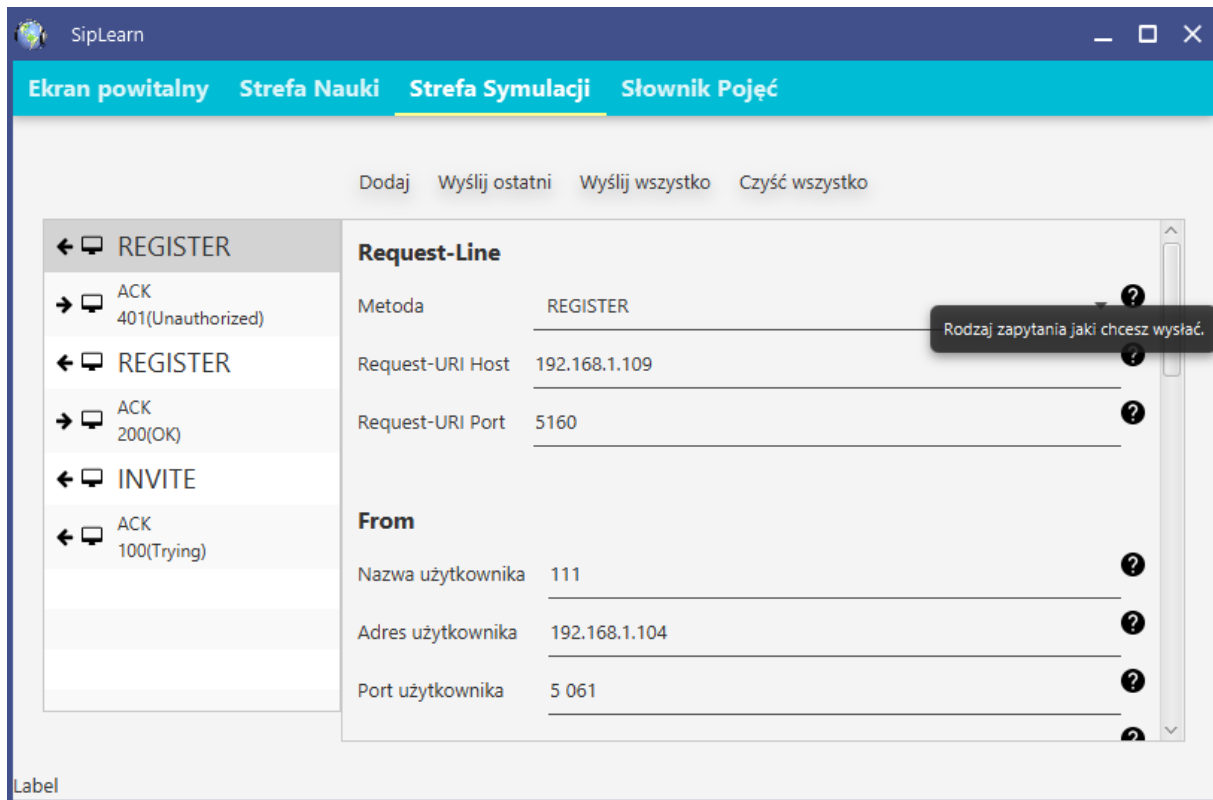 SipLearn
Ekran powitalny Strefa Nauki Strefa Symulacji Słownik Pojęć
Dodaj Wyślij ostatni Wyślij wszystko Czyść wszystko
REGISTER
ACK
401(Unauthorized)
REGISTER
ACK
200(OK)
INVITE
ACK
100(Trying)
Request-Line
Metoda REGISTER
Rodzaj zapytania jaki chcesz wysłać.
Request-URI Host 192.168.1.109
Request-URI Port 5160
From
Nazwa użytkownika 111
Adres użytkownika 192.168.1.104
Port użytkownika 5 061
Label